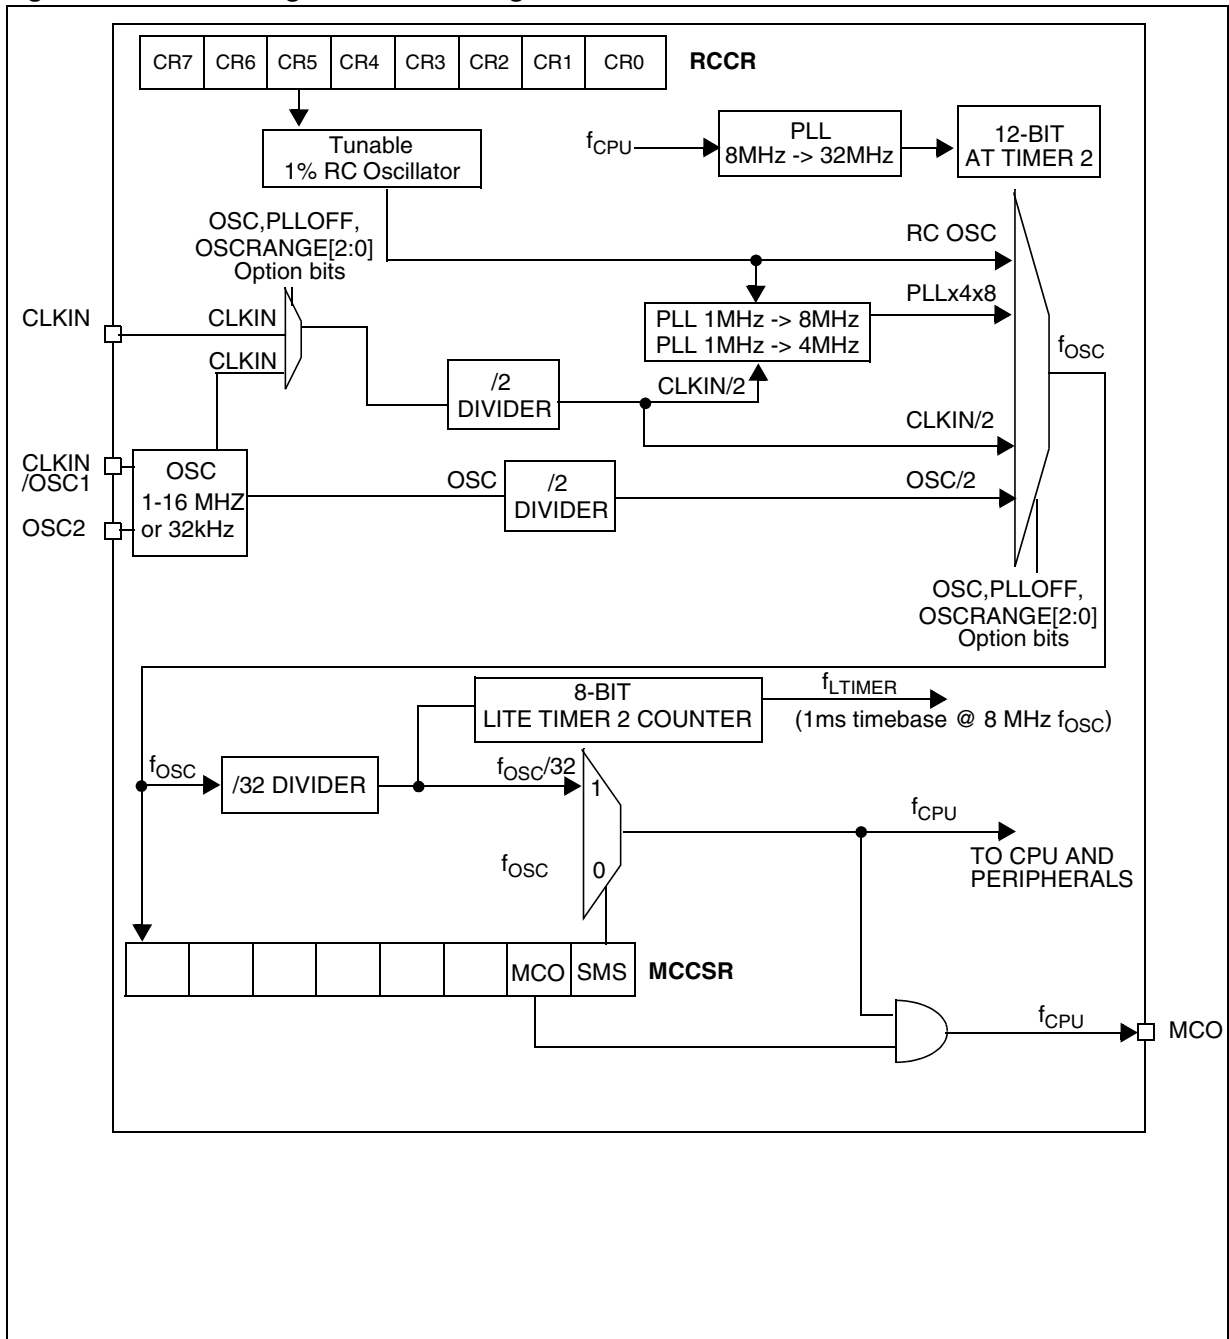 CR7 CR6 CR5 CR4 CR3 CR2 CR1 CR0 RCCR
Tunable
1% RC Oscillator
fCPU
PLL
8MHz -> 32MHz
12-BIT
AT TIMER 2
OSC,PLLOFF,
OSCRANGE[2:0]
Option bits
RC OSC
PLLx4x8
CLKIN
CLKIN
CLKIN
PLL 1MHz -> 8MHz
PLL 1MHz -> 4MHz
fOSC
/2
DIVIDER
CLKIN/2
CLKIN/2
CLKIN
/OSC1
OSC2
OSC
1-16 MHZ
or 32kHz
OSC
/2
DIVIDER
OSC/2
OSC,PLLOFF,
OSCRANGE[2:0]
Option bits
8-BIT
LITE TIMER 2 COUNTER
fLTIMER
(1ms timebase @ 8 MHz fOSC)
fOSC
/32 DIVIDER
fOSC/32
1
fOSC
0
fCPU
TO CPU AND
PERIPHERALS
MCO SMS MCCSR
fCPU
MCO